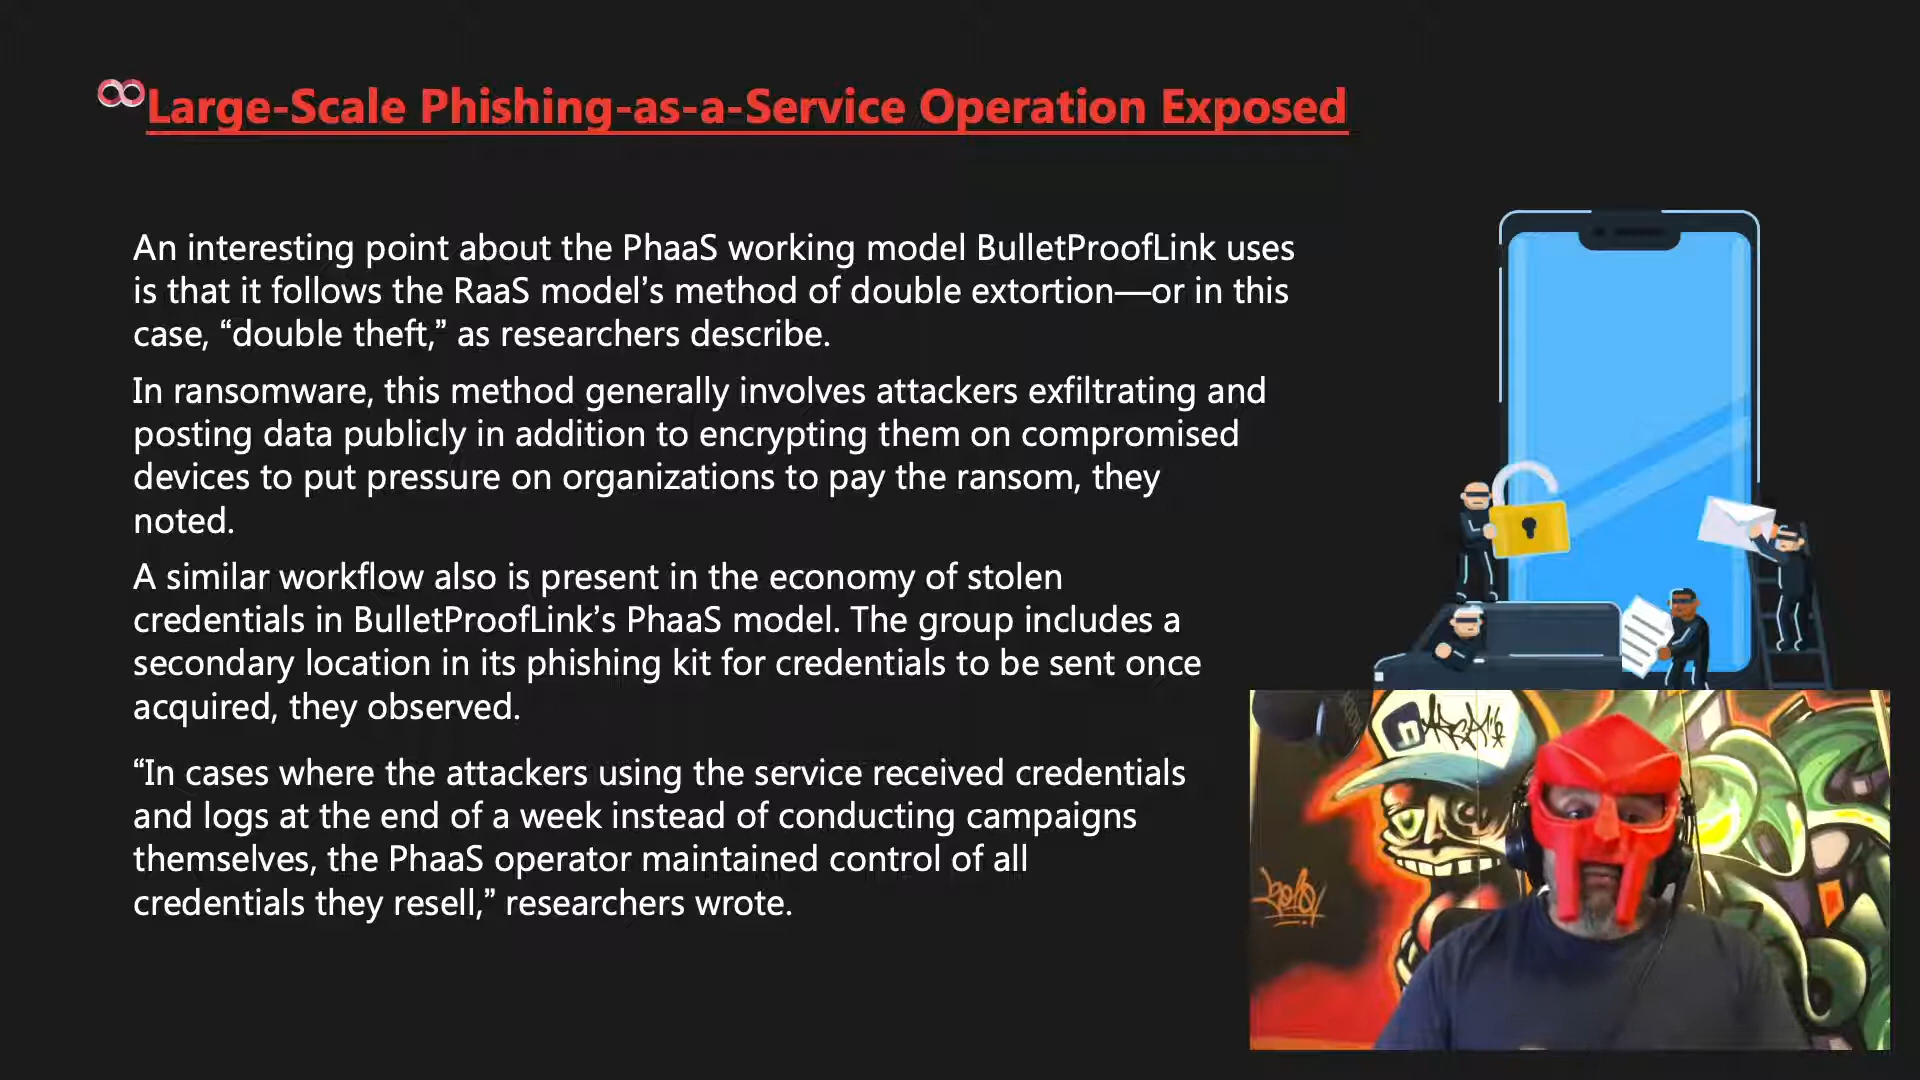 Large-Scale Phishing-as-a-Service Operation Exposed
An interesting point about the PhaaS working model BulletProofLink uses
is that it follows the RaaS model’s method of double extortion—or in this
case, “double theft,” as researchers describe.
In ransomware, this method generally involves attackers exfiltrating and
posting data publicly in addition to encrypting them on compromised
devices to put pressure on organizations to pay the ransom, they
noted.
A similar workflow also is present in the economy of stolen
credentials in BulletProofLink’s PhaaS model. The group includes a
secondary location in its phishing kit for credentials to be sent once
acquired, they observed.
“In cases where the attackers using the service received credentials
and logs at the end of a week instead of conducting campaigns
themselves, the PhaaS operator maintained control of all
credentials they resell,” researchers wrote.